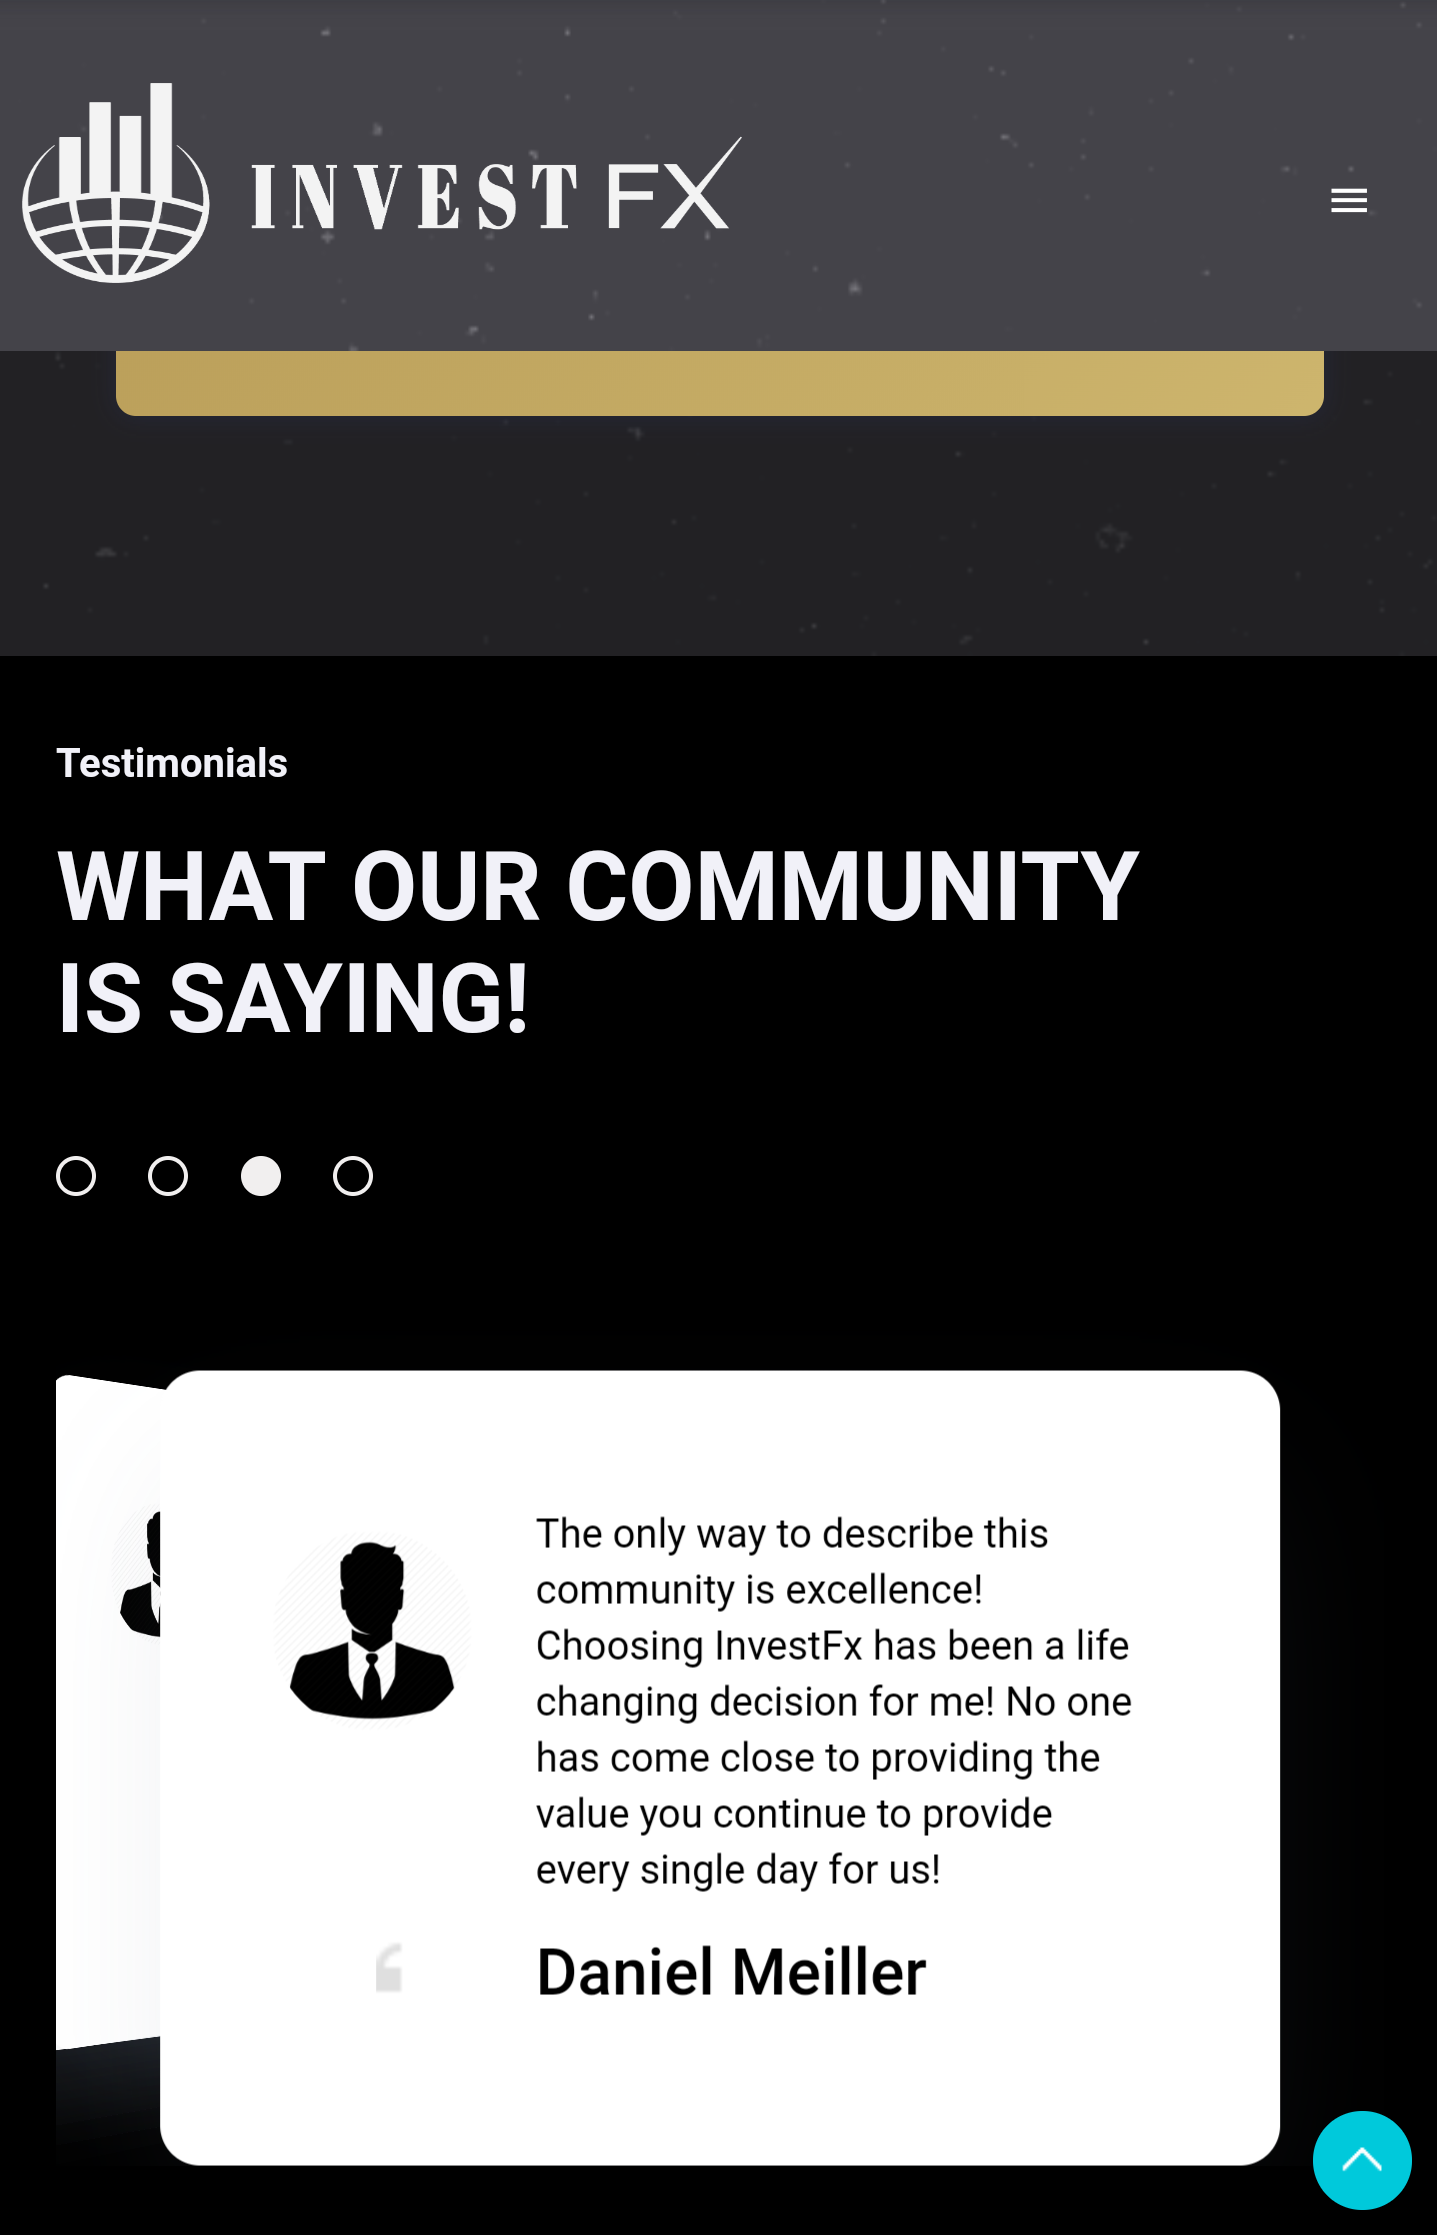 INVEST FX
Testimonials
WHAT OUR COMMUNITY
IS SAYING!
The only way to describe this
community is excellence!
Choosing InvestFx has been a life
changing decision for me! No one
has come close to providing the
value you continue to provide
every single day for us!
Daniel Meiller